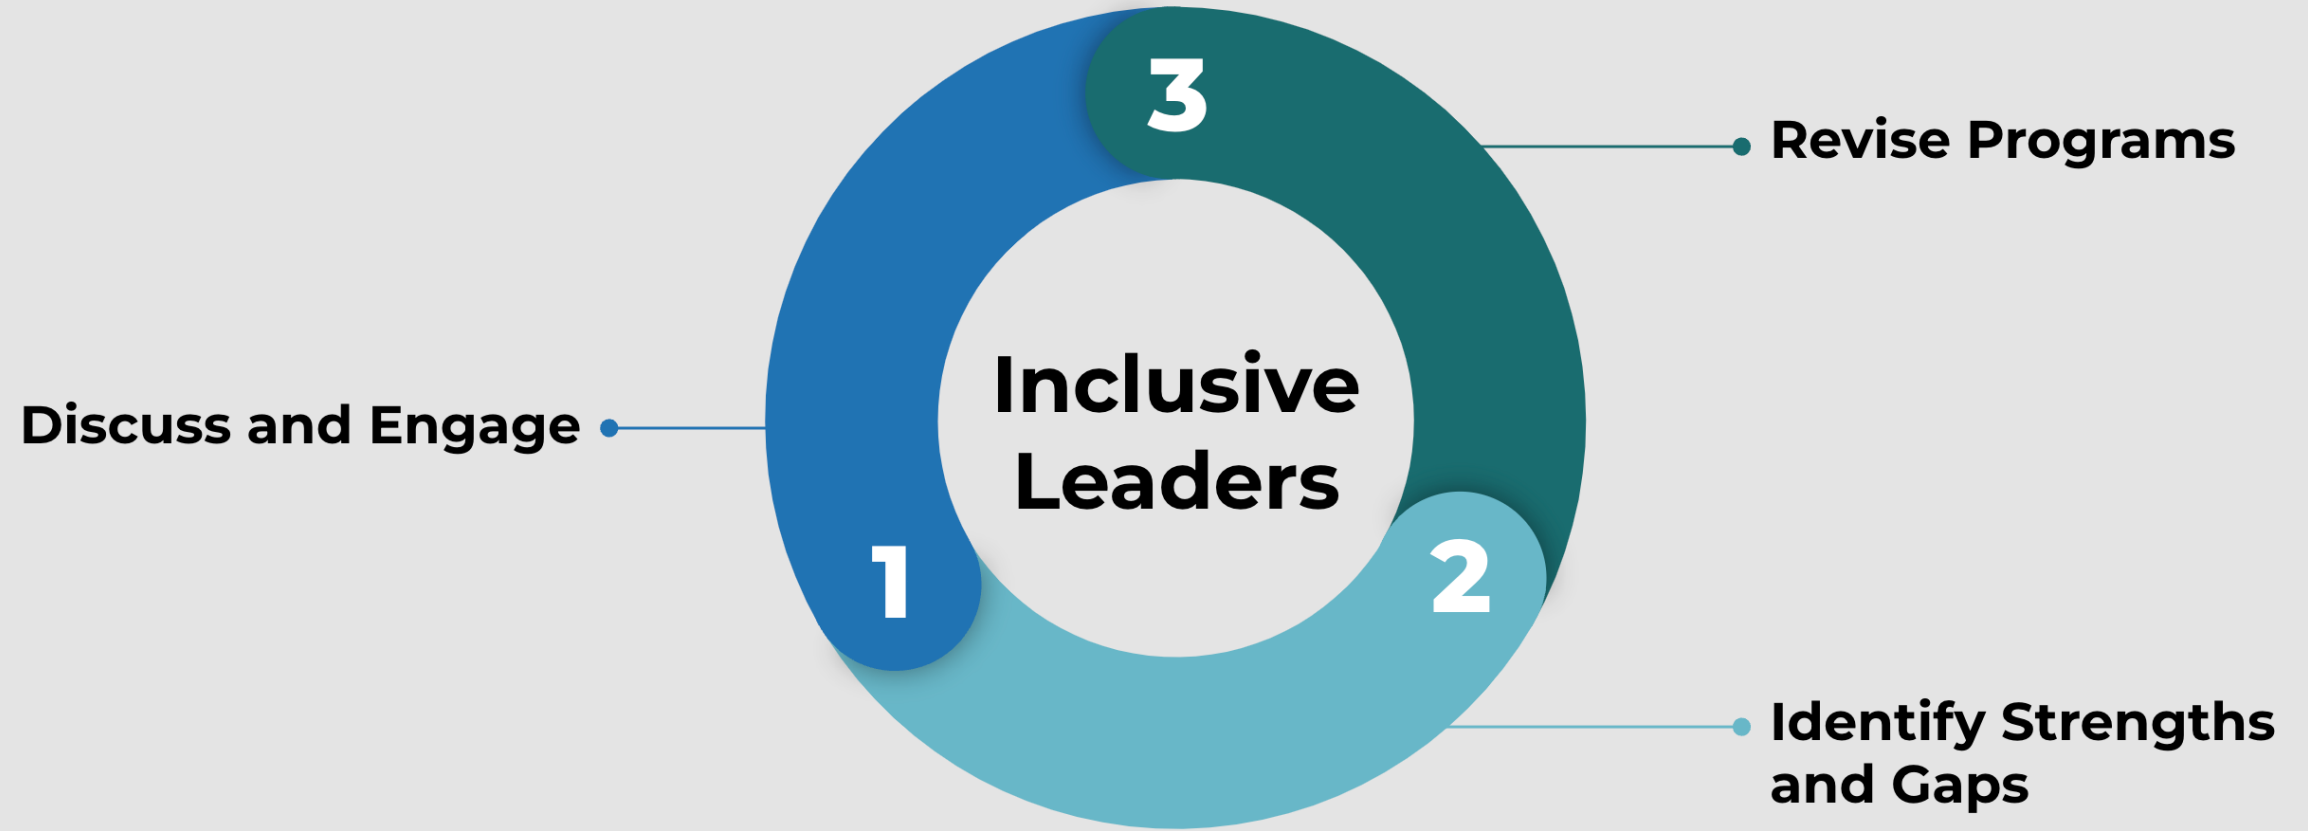 3
Revise Programs
Inclusive
Leaders
Discuss and Engage
1
2
Identify Strengths
and Gaps